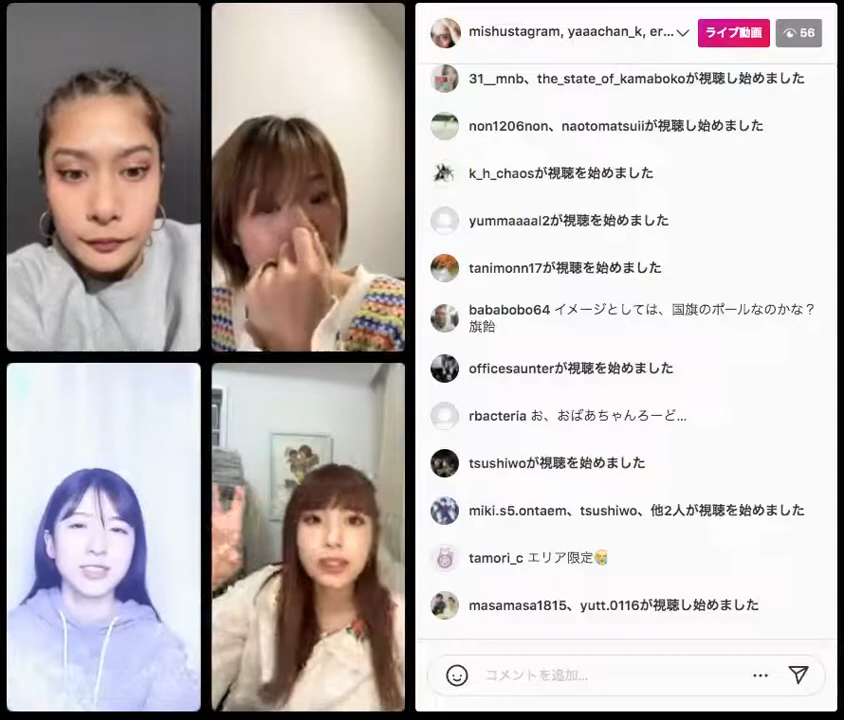 mishustagram, yaaachan_k, er...
ライブ動画
56
31__mnb、the_state_of_kamabokoが視聴し始めました
non1206non、naotomatsuiiが視聴し始めました
k_h_chaosが視聴を始めました
yummaaaal2が視聴を始めました
tanimonn17が視聴を始めました
bababobo64 イメージとしては、国旗のポールなのかな？
旗飴
officesaunterが視聴を始めました
rbacteria お、おばあちゃんろーど...
tsushiwoが視聴を始めました
miki.s5.ontaem、tsushiwo、他2人が視聴を始めました
tamori_c エリア限定😭
masamasa1815、yutt.0116が視聴し始めました
コメントを追加...